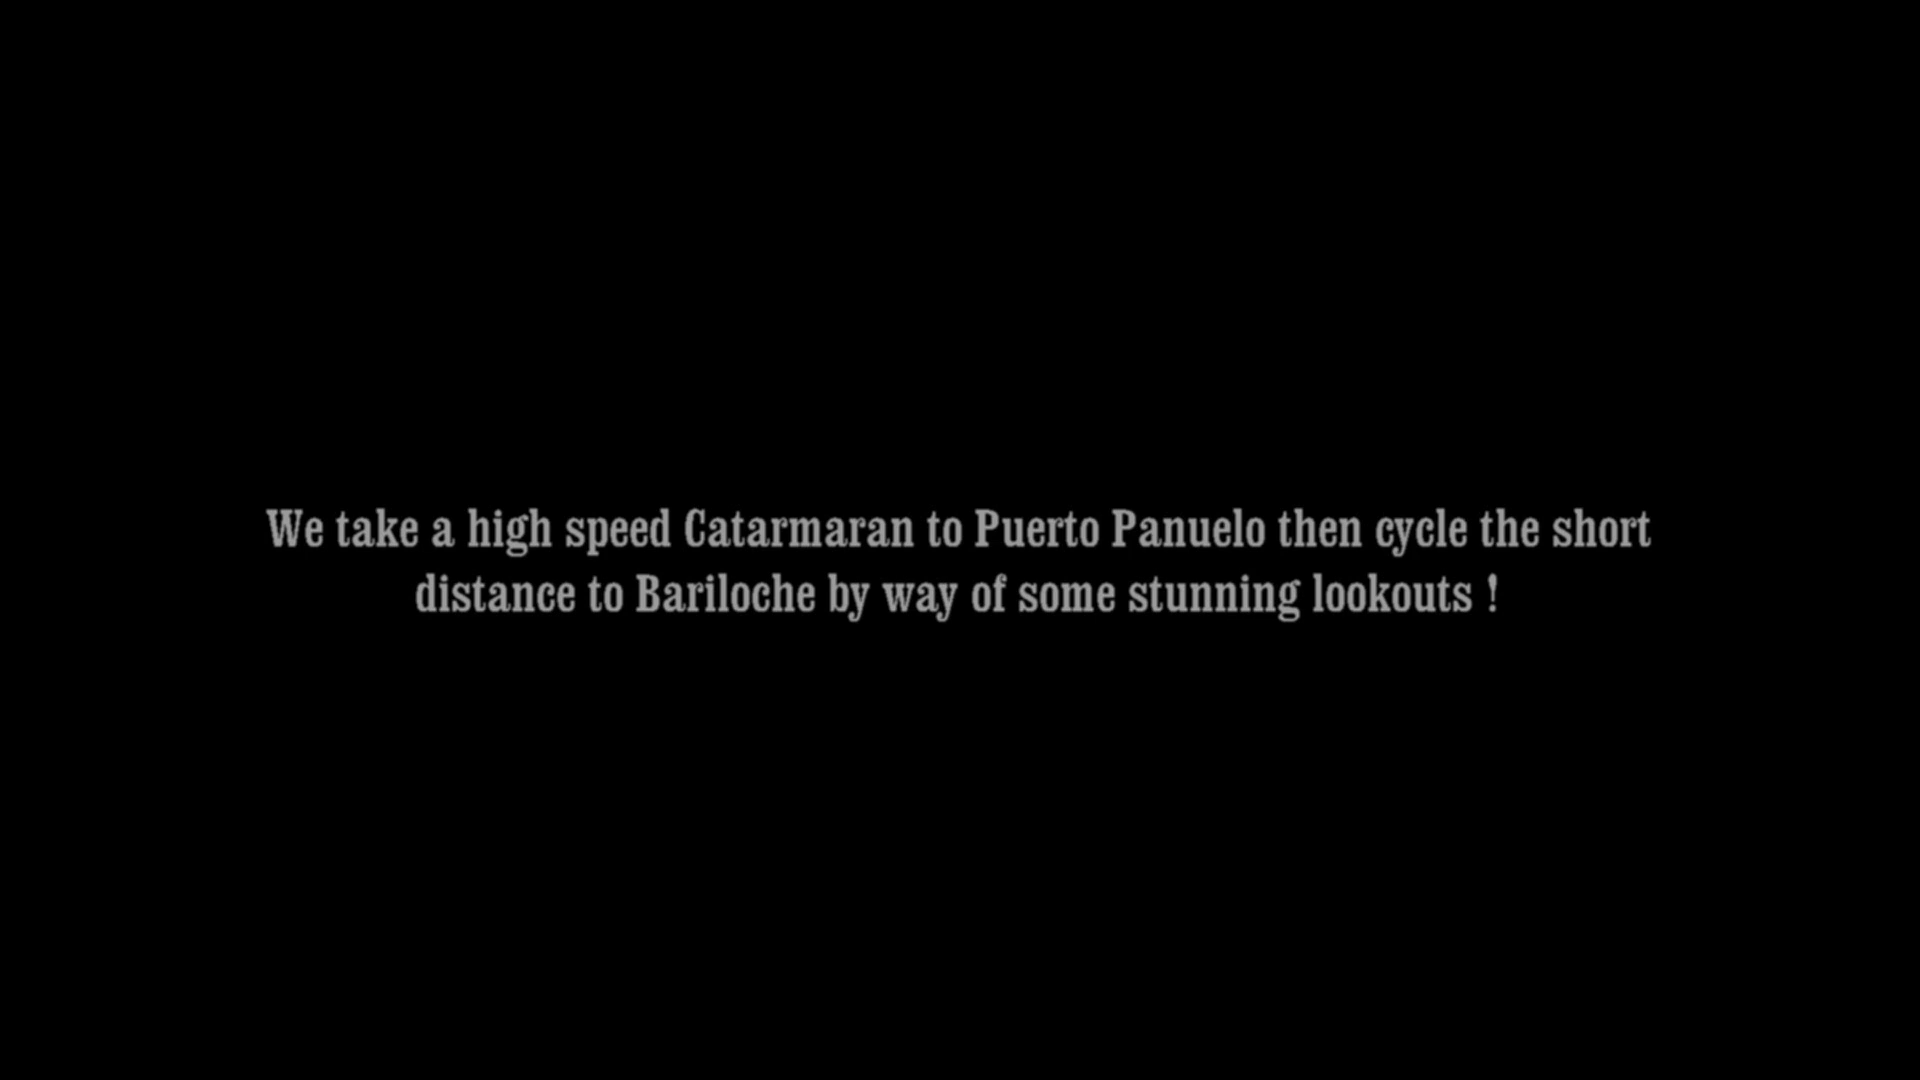 We take a high speed Catarmaran to Puerto Panuelo then cycle the short
distance to Bariloche by way of some stunning lookouts !